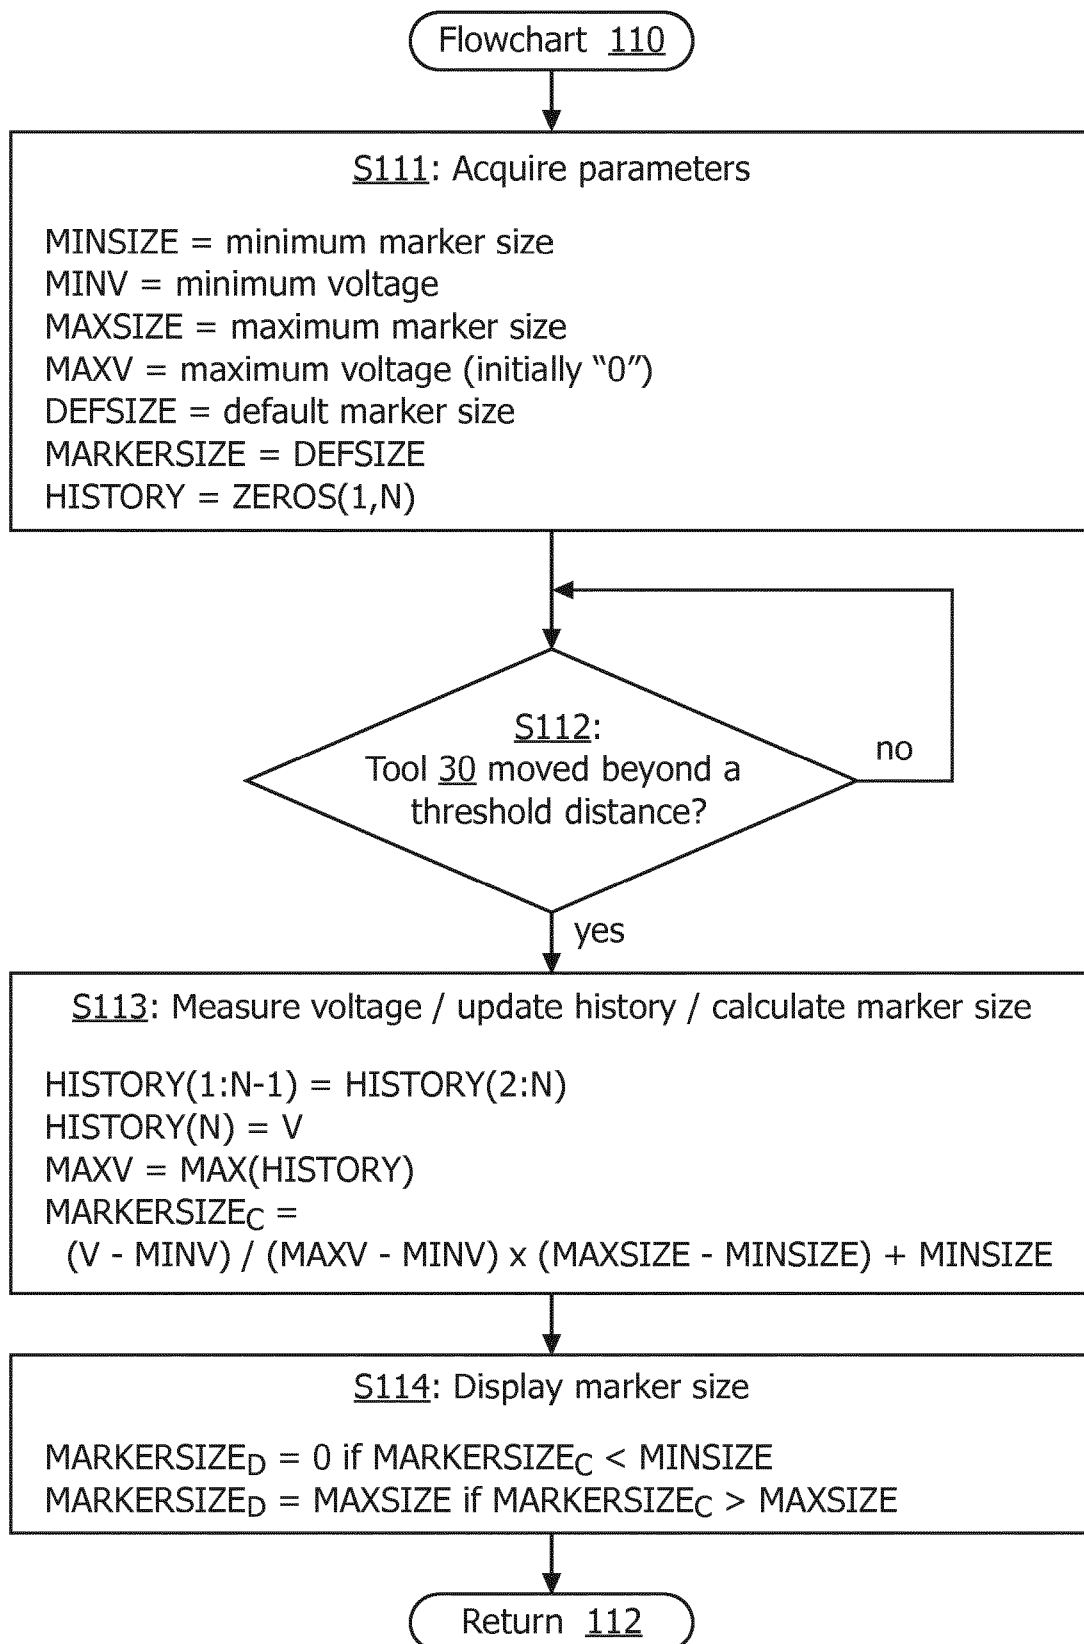 Flowchart 110
S111: Acquire parameters
MINSIZE = minimum marker size
MINV = minimum voltage
MAXSIZE = maximum marker size
MAXV = maximum voltage (initially “0”)
DEFSIZE = default marker size
MARKERSIZE = DEFSIZE
HISTORY = ZEROS(1,N)
S112:
Tool 30 moved beyond a
threshold distance?
no
yes
S113: Measure voltage / update history / calculate marker size
HISTORY(1:N-1) = HISTORY(2:N)
HISTORY(N) = V
MAXV = MAX(HISTORY)
MARKERSIZEC =
(V - MINV) / (MAXV - MINV) x (MAXSIZE - MINSIZE) + MINSIZE
S114: Display marker size
MARKERSIZED = 0 if MARKERSIZEC < MINSIZE
MARKERSIZED = MAXSIZE if MARKERSIZEC > MAXSIZE
Return 112